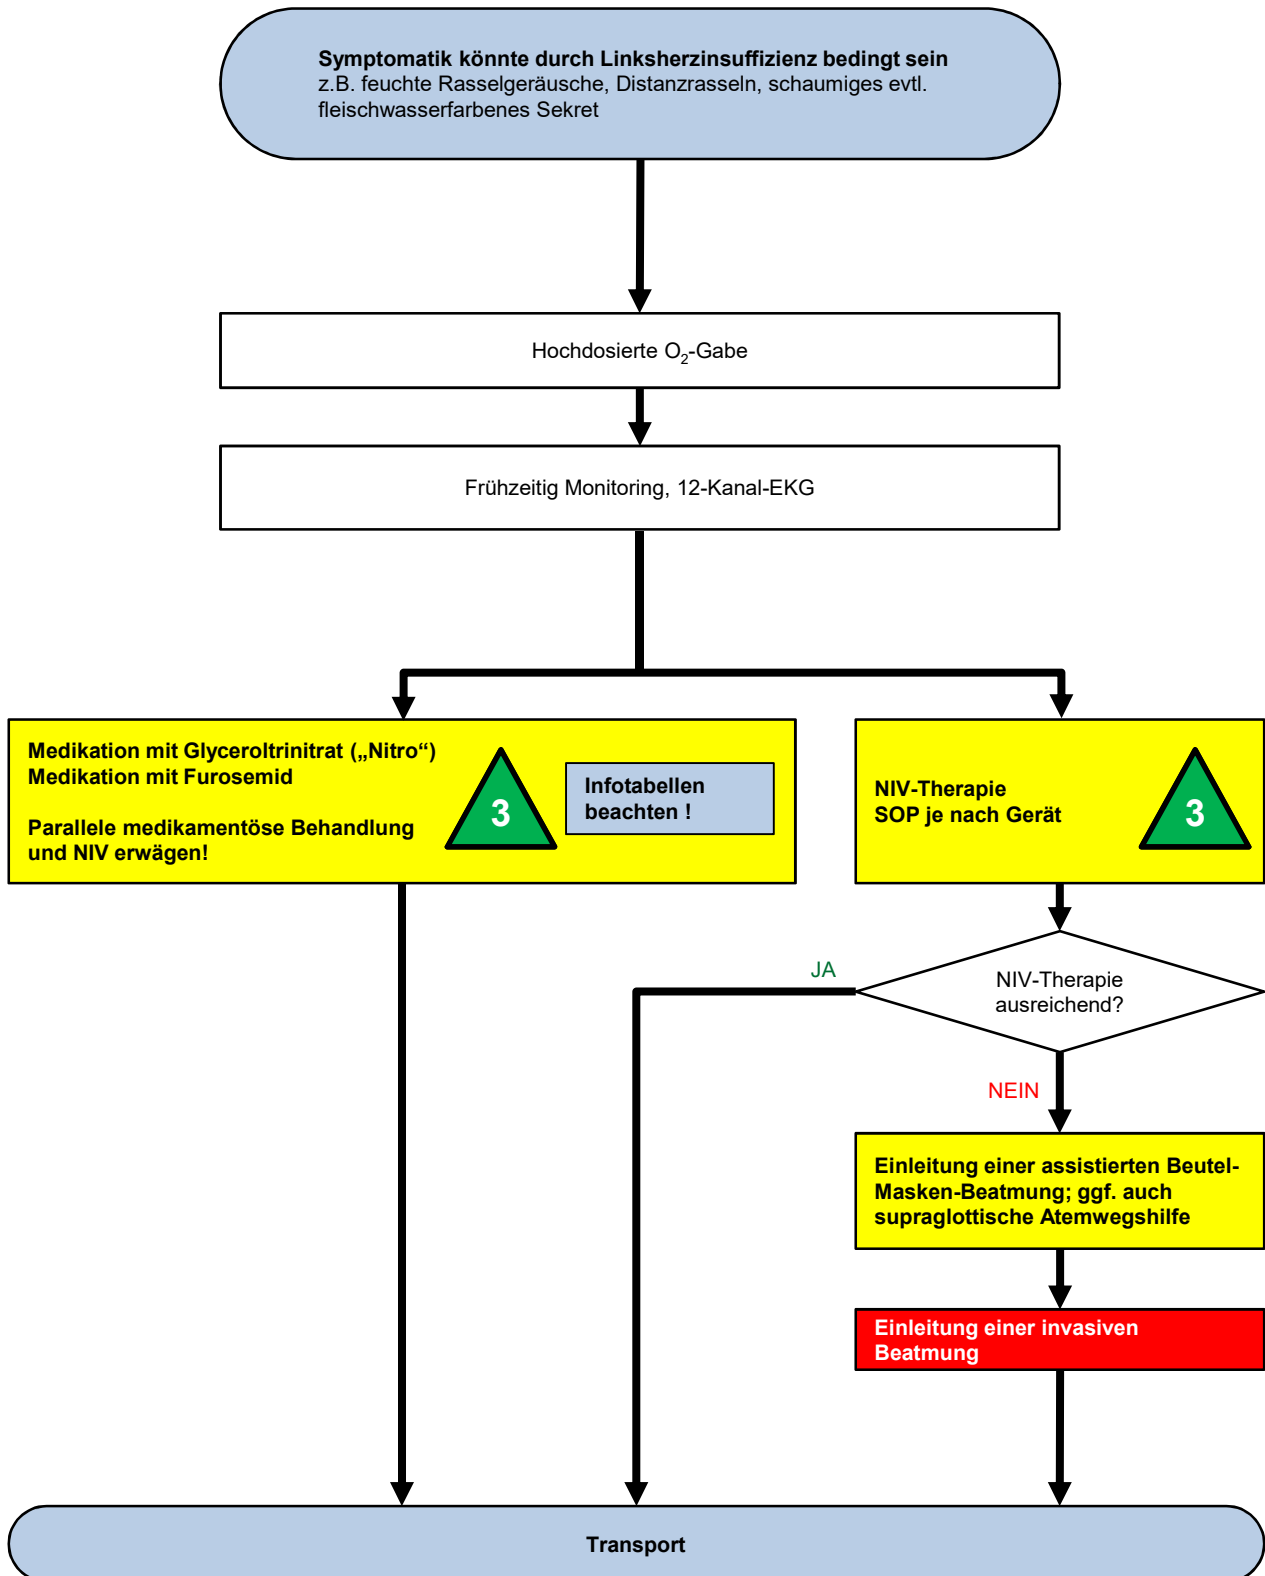 Symptomatik könnte durch Linksherzinsuffizienz bedingt sein
z.B. feuchte Rasselgeräusche, Distanzrasseln, schaumiges evtl.
fleischwasserfarbenes Sekret
Hochdosierte O₂-Gabe
Frühzeitig Monitoring, 12-Kanal-EKG
Medikation mit Glyceroltrinitrat („Nitro“)
Medikation mit Furosemid
Parallele medikamentöse Behandlung
und NIV erwägen!
3
Infotabellen
beachten !
NIV-Therapie
SOP je nach Gerät
3
JA
NIV-Therapie
ausreichend?
NEIN
Einleitung einer assistierten Beutel-
Masken-Beatmung; ggf. auch
supraglottische Atemwegshilfe
Einleitung einer invasiven
Beatmung
Transport